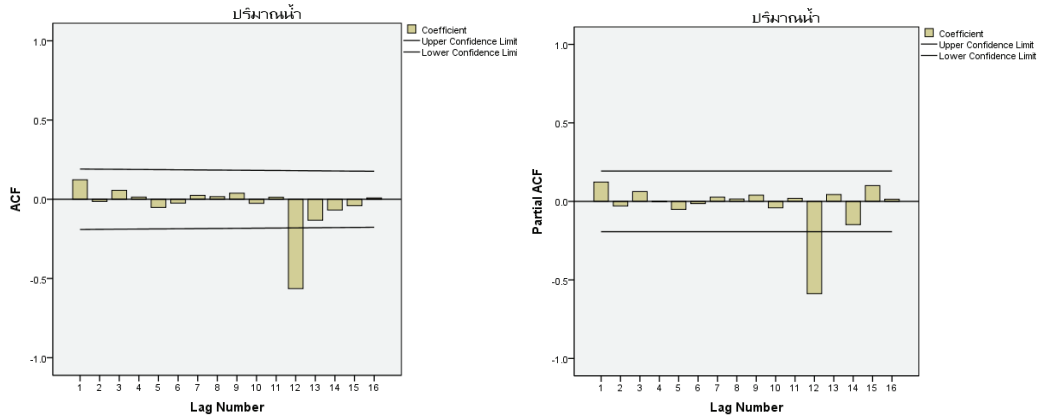 ปริมาณน้ำ
Coefficient
Upper Confidence Limit
Lower Confidence Limi
1.0
0.5
0.0
-0.5
-1.0
ACF
1 2 3 4 5 6 7 8 9 10 11 12 13 14 15 16
Lag Number
ปริมาณน้ำ
Coefficient
Upper Confidence Limit
Lower Confidence Limit
1.0
0.5
0.0
-0.5
-1.0
Partial ACF
1 2 3 4 5 6 7 8 9 10 11 12 13 14 15 16
Lag Number